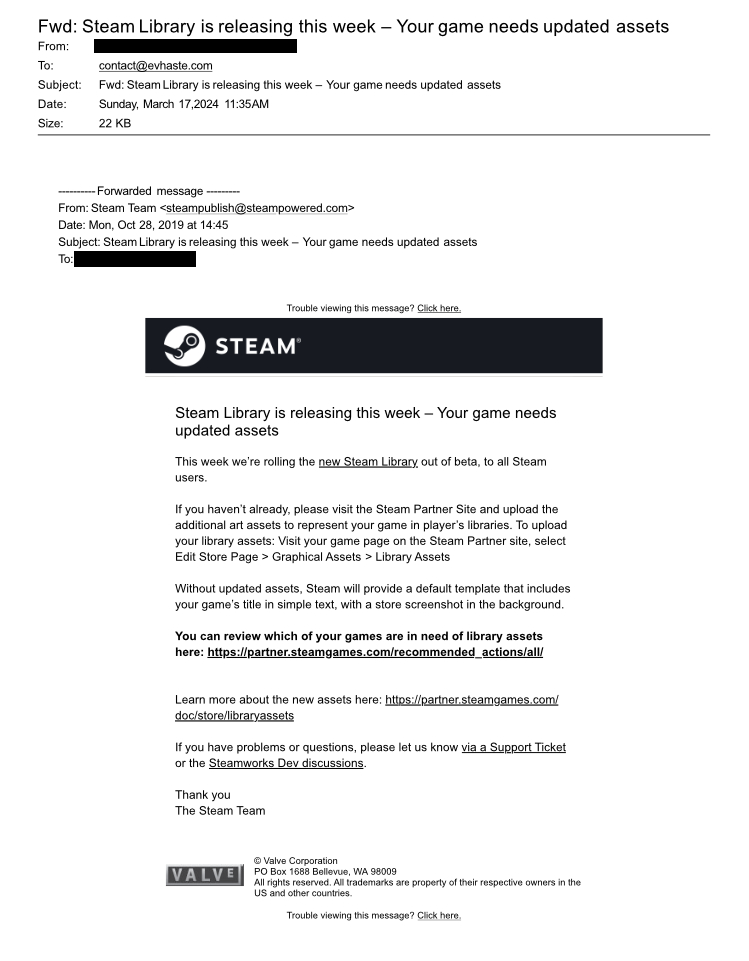 Fwd: Steam Library is releasing this week – Your game needs updated assets
From:
To: contact@evhaste.com
Subject: Fwd: Steam Library is releasing this week – Your game needs updated assets
Date: Sunday, March 17,2024 11:35AM
Size: 22 KB
---------- Forwarded message ---------
From: Steam Team <steampublish@steampowered.com>
Date: Mon, Oct 28, 2019 at 14:45
Subject: Steam Library is releasing this week – Your game needs updated assets
To:
Trouble viewing this message? Click here.
STEAM®
Steam Library is releasing this week – Your game needs
updated assets
This week we're rolling the new Steam Library out of beta, to all Steam
users.
If you haven't already, please visit the Steam Partner Site and upload the
additional art assets to represent your game in player's libraries. To upload
your library assets: Visit your game page on the Steam Partner site, select
Edit Store Page > Graphical Assets > Library Assets
Without updated assets, Steam will provide a default template that includes
your game's title in simple text, with a store screenshot in the background.
You can review which of your games are in need of library assets
here: https://partner.steamgames.com/recommended_actions/all/
Learn more about the new assets here: https://partner.steamgames.com/
doc/store/libraryassets
If you have problems or questions, please let us know via a Support Ticket
or the Steamworks Dev discussions.
Thank you
The Steam Team
VALVE
© Valve Corporation
PO Box 1688 Bellevue, WA 98009
All rights reserved. All trademarks are property of their respective owners in the
US and other countries.
Trouble viewing this message? Click here.